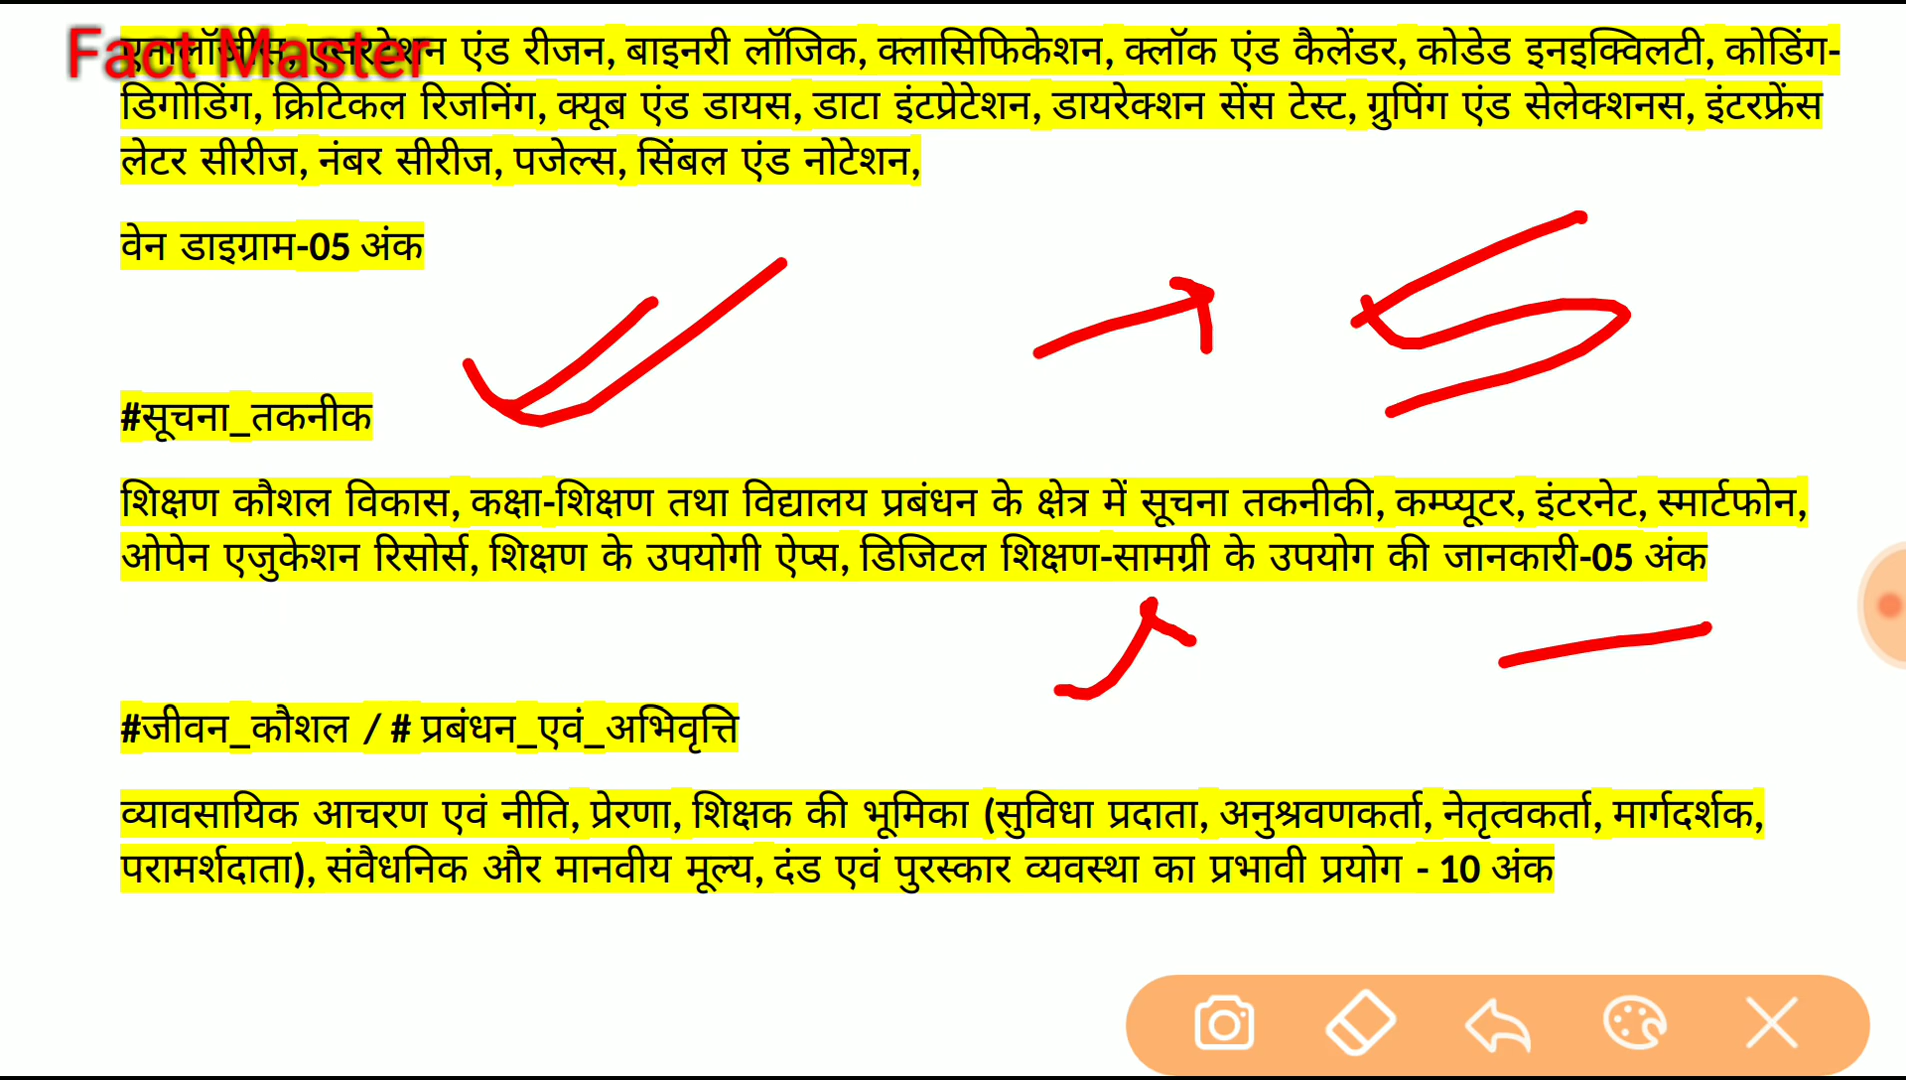 Fact Master
एंड रीजन, बाइनरी लॉजिक, क्लासिफिकेशन, क्लॉक एंड कैलेंडर, कोडेड इनइक्विलटी, कोडिंग-
डिगोडिंग, क्रिटिकल रिजनिंग, क्यूब एंड डायस, डाटा इंटप्रेटेशन, डायरेक्शन सेंस टेस्ट, ग्रुपिंग एंड सेलेक्शनस, इंटरफ्रेंस
लेटर सीरीज, नंबर सीरीज, पजेल्स, सिंबल एंड नोटेशन,
वेन डाइग्राम-05 अंक
#सूचना_तकनीक
शिक्षण कौशल विकास, कक्षा-शिक्षण तथा विद्यालय प्रबंधन के क्षेत्र में सूचना तकनीकी, कम्प्यूटर, इंटरनेट, स्मार्टफोन,
ओपेन एजुकेशन रिसोर्स, शिक्षण के उपयोगी ऐप्स, डिजिटल शिक्षण-सामग्री के उपयोग की जानकारी-05 अंक
#जीवन_कौशल / # प्रबंधन_एवं_अभिवृत्ति
व्यावसायिक आचरण एवं नीति, प्रेरणा, शिक्षक की भूमिका (सुविधा प्रदाता, अनुश्रवणकर्ता, नेतृत्वकर्ता, मार्गदर्शक,
परामर्शदाता), संवैधनिक और मानवीय मूल्य, दंड एवं पुरस्कार व्यवस्था का प्रभावी प्रयोग - 10 अंक